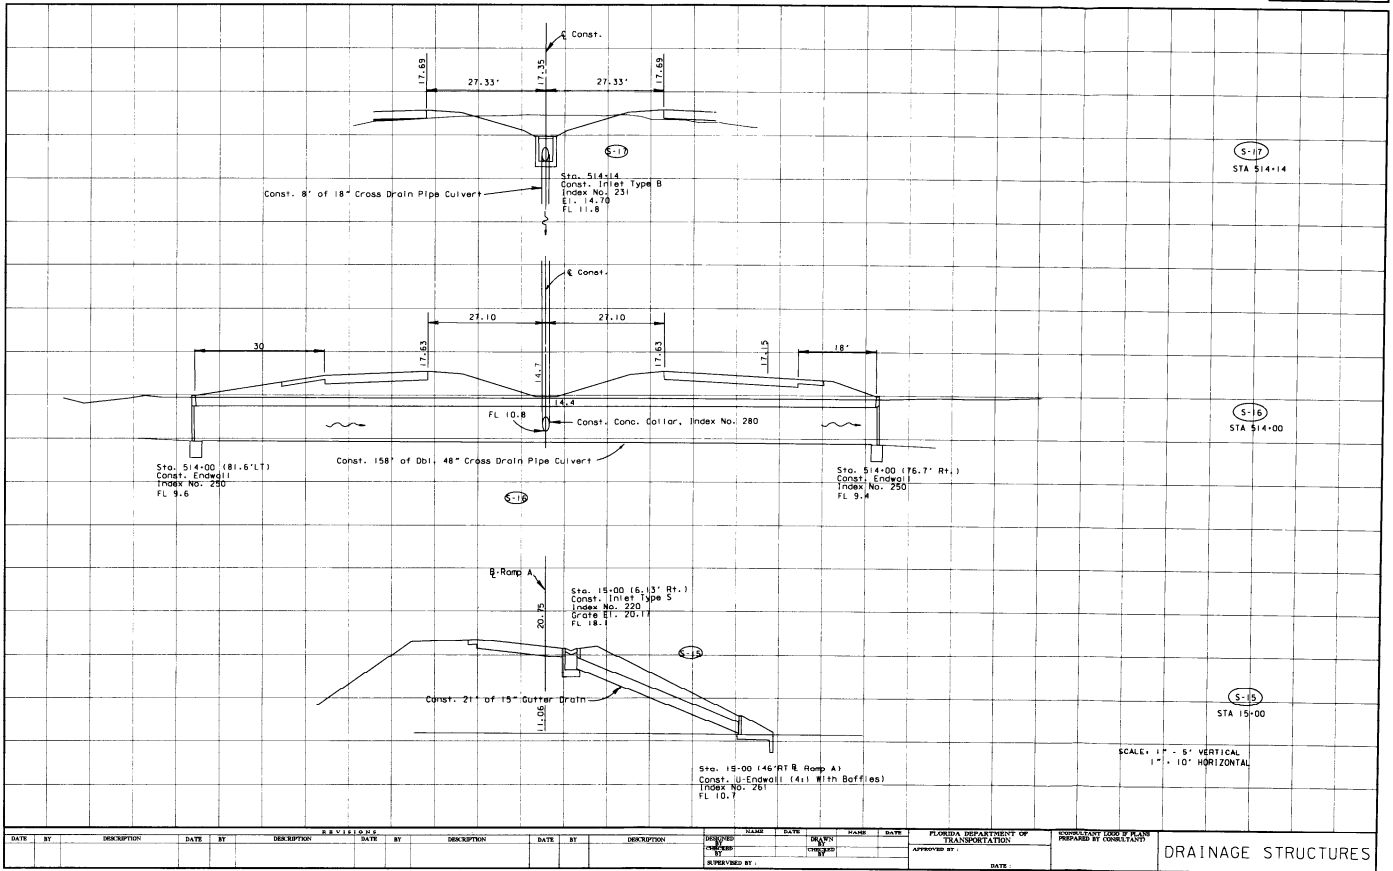 ℄ Const.
17.69
27.33'
17.35
27.33'
17.69
S-17
Const. 8' of 18" Cross Drain Pipe Culvert
Sta. 514+14
Const. Inlet Type B
Index No. 231
El. 14.70
FL 11.8
S-17
STA 514+14
℄ Const.
27.10
27.10
30
17.63
14.7
17.63
17.15
18'
14.4
FL 10.8
Const. Conc. Collar, Index No. 280
Const. 158' of Dbl. 48" Cross Drain Pipe Culvert
Sta. 514+00 (81.6'LT)
Const. Endwall
Index No. 250
FL 9.6
Sta. 514+00 (76.7' Rt.)
Const. Endwall
Index No. 250
FL 9.4
S-16
S-16
STA 514+00
℄ Ramp A
20.75
Sta. 15+00 (6.13' Rt.)
Const. Inlet Type S
Index No. 220
Grate El. 20.17
FL 18.1
S-15
Const. 21' of 15" Gutter Drain
11.06
Sta. 15+00 (46'RT ℄ Ramp A)
Const. U-Endwall (4:1 With Baffles)
Index No. 261
FL 10.7
S-15
STA 15+00
SCALE: 1" = 5' VERTICAL
1" = 10' HORIZONTAL
REVISIONS
DATE BY DESCRIPTION DATE BY DESCRIPTION DATE BY DESCRIPTION DATE BY DESCRIPTION
NAME DATE NAME DATE
DESIGNED BY DRAWN BY
CHECKED BY CHECKED BY
SUPERVISED BY :
FLORIDA DEPARTMENT OF
TRANSPORTATION
APPROVED BY :
DATE :
(CONSULTANT LOGO IF PLANS
PREPARED BY CONSULTANT)
DRAINAGE STRUCTURES